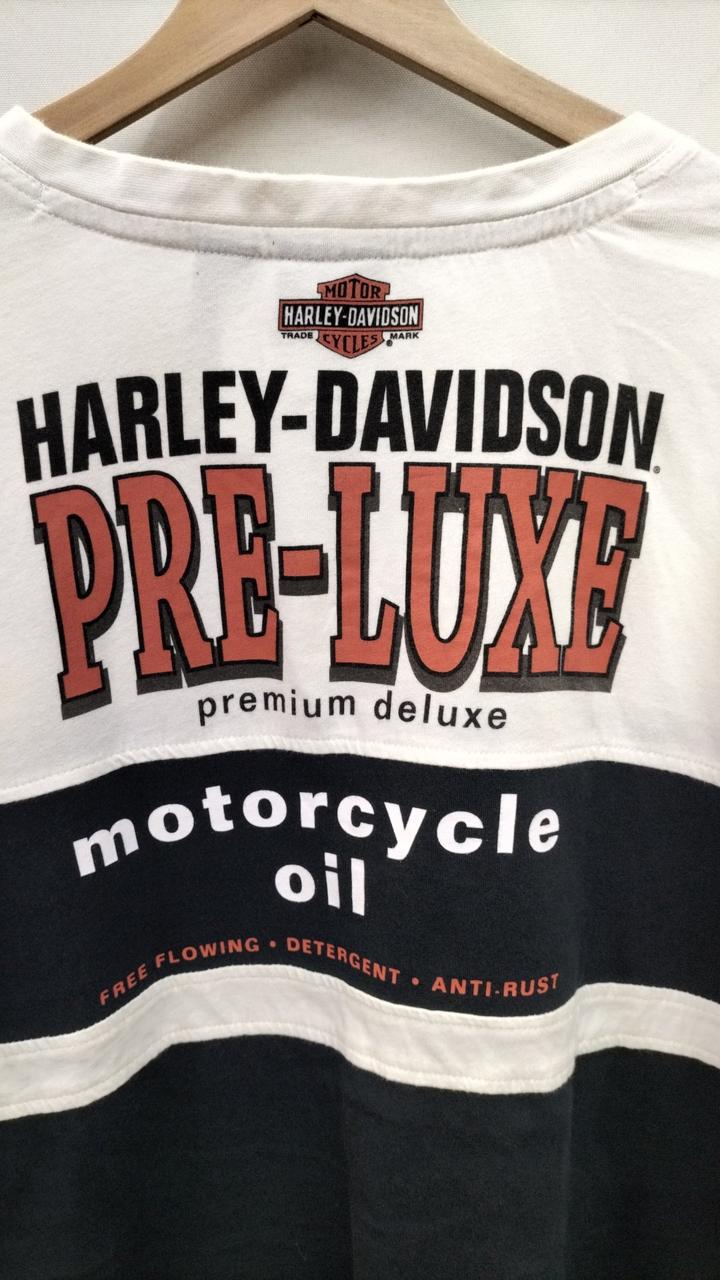 MOTOR
HARLEY-DAVIDSON
TRADE MARK
CYCLES ®
HARLEY-DAVIDSON®
PRE-LUXE
premium deluxe
motorcycle
oil
FREE FLOWING • DETERGENT • ANTI-RUST